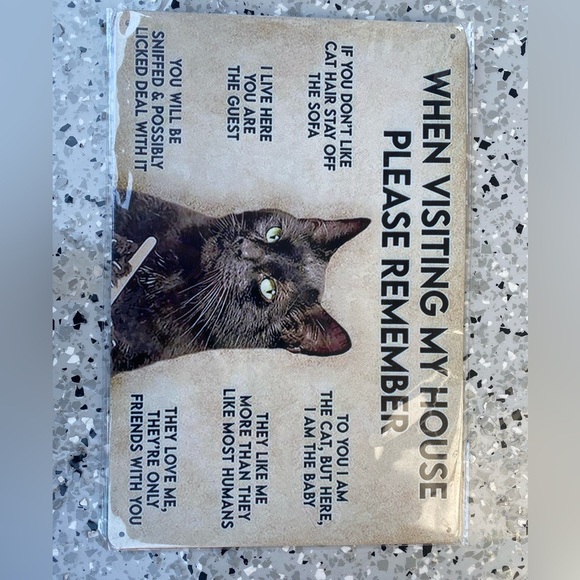 WHEN VISITING MY HOUSE
PLEASE REMEMBER
IF YOU DON'T LIKE
CAT HAIR STAY OFF
THE SOFA
I LIVE HERE
YOU ARE
THE GUEST
YOU WILL BE
SNIFFED & POSSIBLY
LICKED DEAL WITH IT
TO YOU I AM
THE CAT, BUT HERE,
I AM THE BABY
THEY LIKE ME
MORE THAN THEY
LIKE MOST HUMANS
THEY LOVE ME,
THEY'RE ONLY
FRIENDS WITH YOU